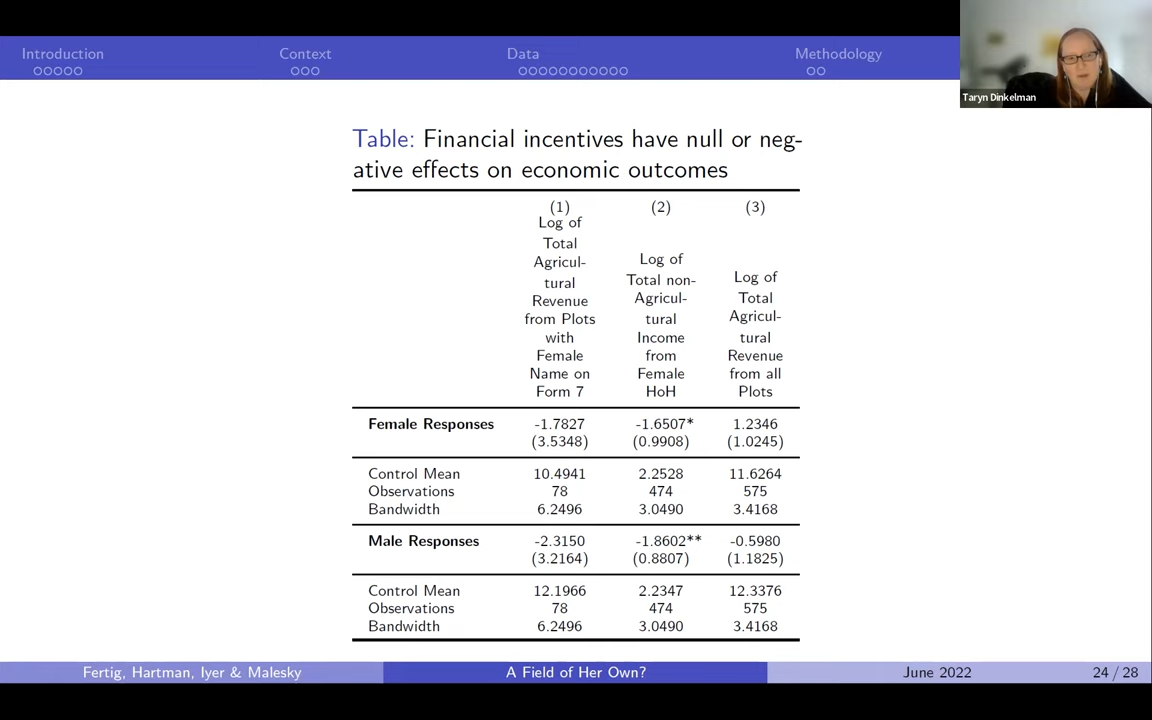 Introduction Context Data Methodology
Taryn Dinkelman
Table: Financial incentives have null or neg-
ative effects on economic outcomes
(1) (2) (3)
Log of
Total
Agricul-
tural
Revenue
from Plots
with
Female
Name on
Form 7
Log of
Total non-
Agricul-
tural
Income
from
Female
HoH
Log of
Total
Agricul-
tural
Revenue
from all
Plots
Female Responses -1.7827 -1.6507* 1.2346
(3.5348) (0.9908) (1.0245)
Control Mean 10.4941 2.2528 11.6264
Observations 78 474 575
Bandwidth 6.2496 3.0490 3.4168
Male Responses -2.3150 -1.8602** -0.5980
(3.2164) (0.8807) (1.1825)
Control Mean 12.1966 2.2347 12.3376
Observations 78 474 575
Bandwidth 6.2496 3.0490 3.4168
Fertig, Hartman, Iyer & Malesky A Field of Her Own? June 2022 24 / 28